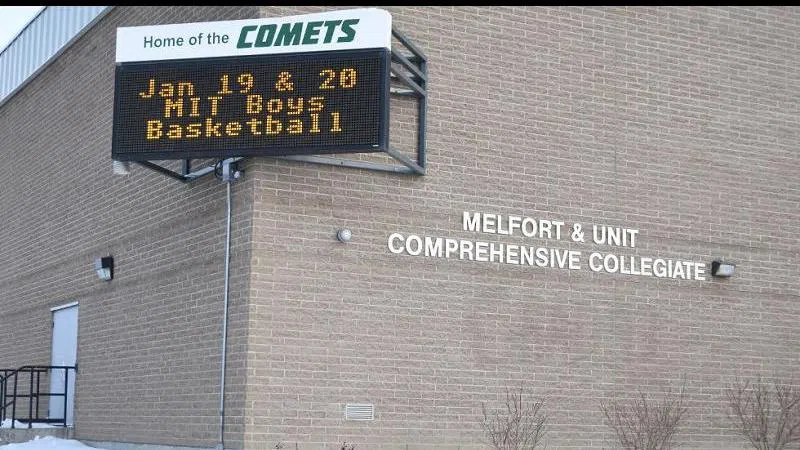 Home of the COMETS
Jan 19 & 20
MIT Boys
Basketball
MELFORT & UNIT
COMPREHENSIVE COLLEGIATE